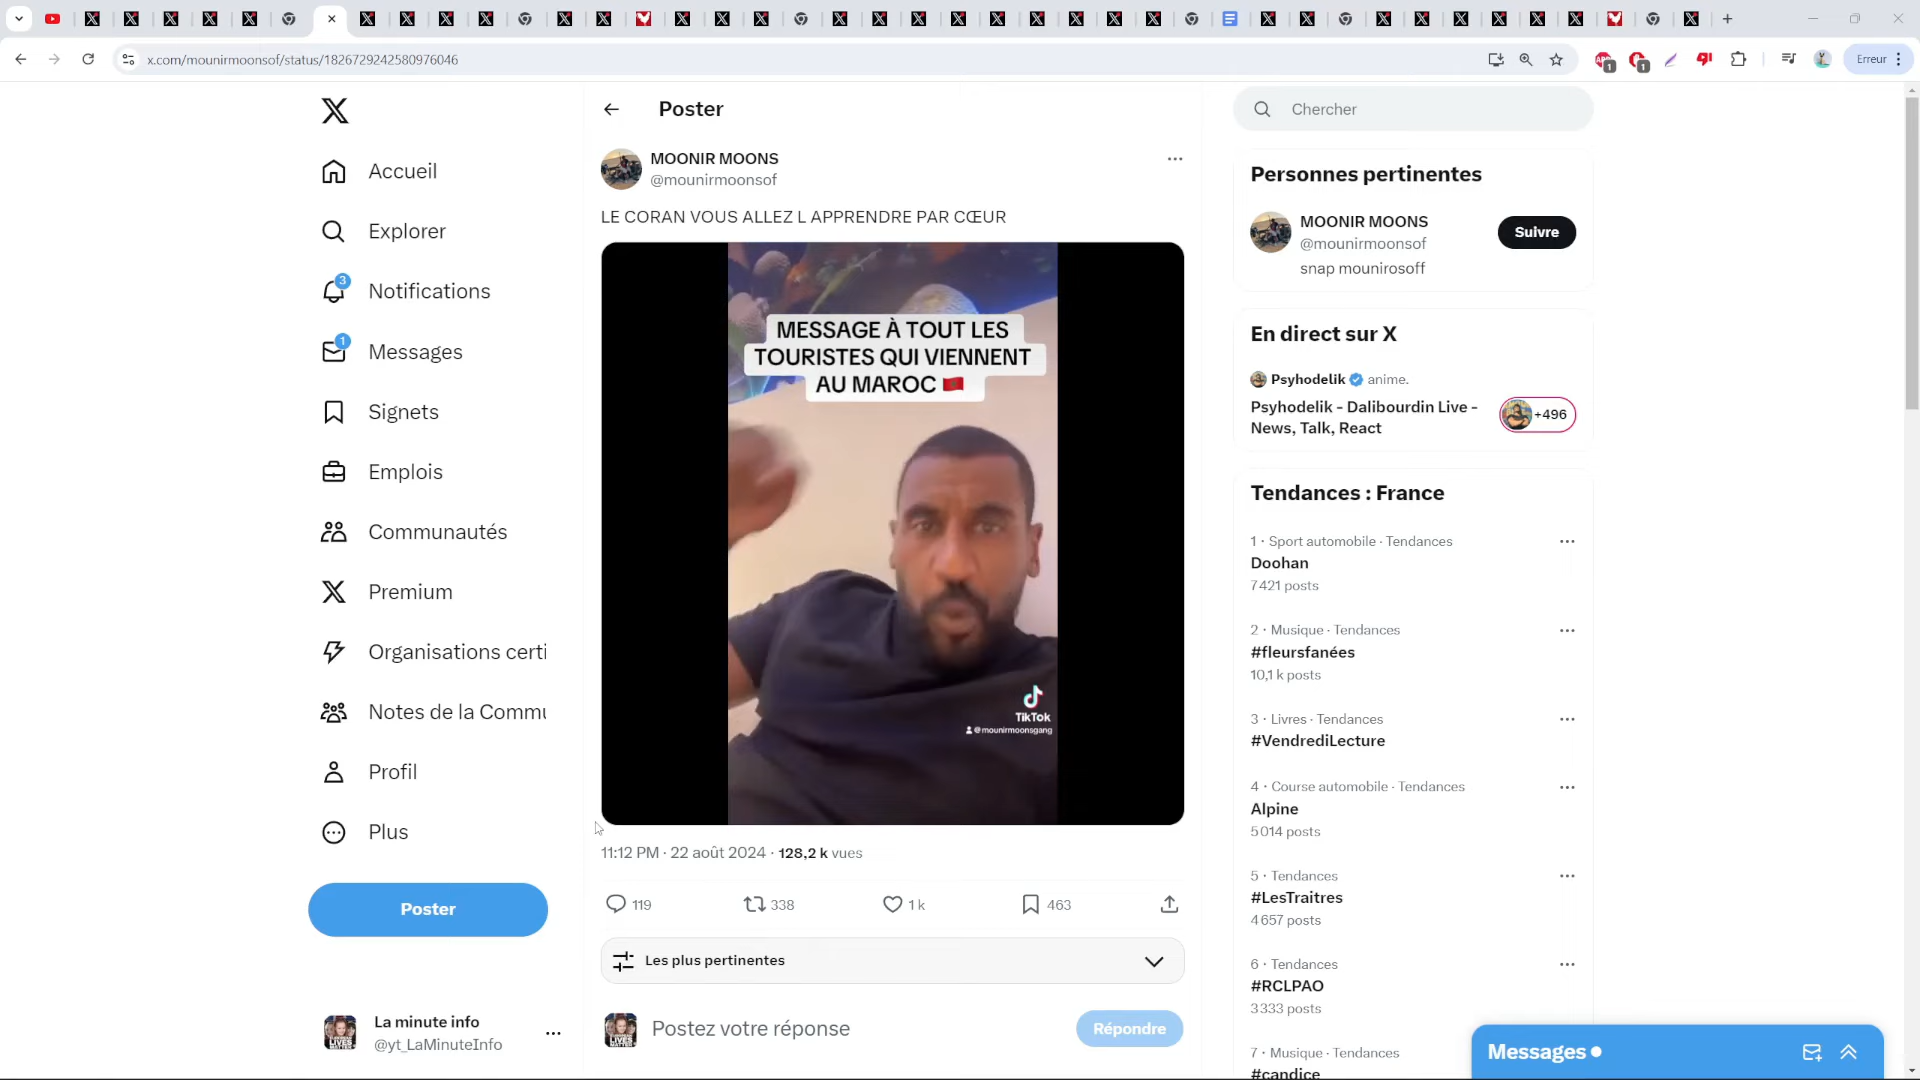 x.com/mounirmoonsof/status/1826729242580976046
1
1
Erreur
Accueil
Explorer
3
Notifications
1
Messages
Signets
Emplois
Communautés
Premium
Organisations certi
Notes de la Commu
Profil
Plus
Poster
La minute info
@yt_LaMinuteInfo
Poster
MOONIR MOONS
@mounirmoonsof
LE CORAN VOUS ALLEZ L APPRENDRE PAR CŒUR
MESSAGE À TOUT LES
TOURISTES QUI VIENNENT
AU MAROC 🇲🇦
TikTok
@mounirmoonsgang
11:12 PM · 22 août 2024 · 128,2 k vues
119
338
1 k
463
Les plus pertinentes
Postez votre réponse
Répondre
Chercher
Personnes pertinentes
MOONIR MOONS
@mounirmoonsof
Suivre
snap mounirosoff
En direct sur X
Psyhodelik anime.
Psyhodelik - Dalibourdin Live -
News, Talk, React
+496
Tendances : France
1 · Sport automobile · Tendances
Doohan
7 421 posts
2 · Musique · Tendances
#fleursfanées
10,1 k posts
3 · Livres · Tendances
#VendrediLecture
4 · Course automobile · Tendances
Alpine
5 014 posts
5 · Tendances
#LesTraitres
4 657 posts
6 · Tendances
#RCLPAO
3 333 posts
7 · Musique · Tendances
#candice
Messages